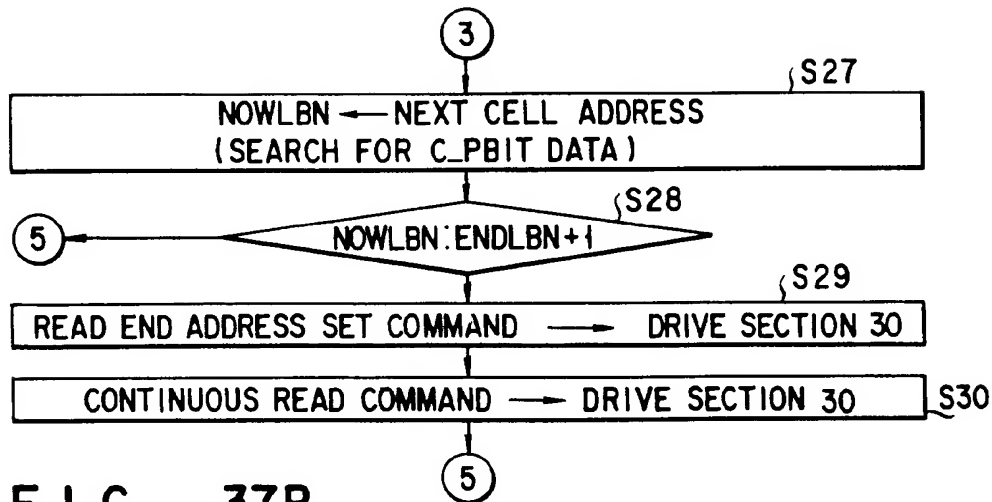 3
S27
NOWLBN ← NEXT CELL ADDRESS
(SEARCH FOR C_PBIT DATA)
S28
5
NOWLBN:ENDLBN+1
S29
READ END ADDRESS SET COMMAND → DRIVE SECTION 30
CONTINUOUS READ COMMAND → DRIVE SECTION 30
S30
5
FIG. 37B